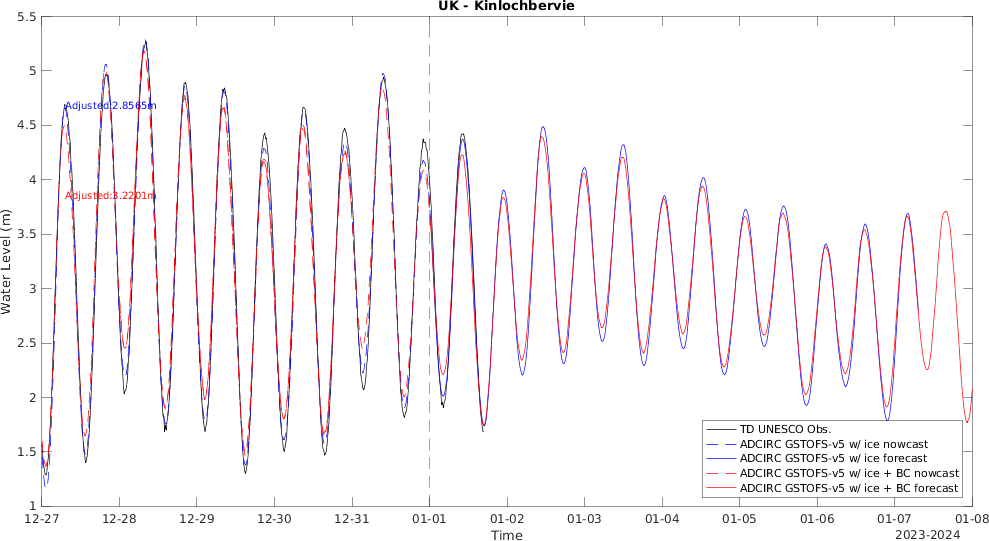 UK - Kinlochbervie
5.5
5
4.5
4
3.5
3
2.5
2
1.5
1
Water Level (m)
Adjusted:2.8565m
Adjusted:3.2201m
TD UNESCO Obs.
ADCIRC GSTOFS-v5 w/ ice nowcast
ADCIRC GSTOFS-v5 w/ ice forecast
ADCIRC GSTOFS-v5 w/ ice + BC nowcast
ADCIRC GSTOFS-v5 w/ ice + BC forecast
12-27 12-28 12-29 12-30 12-31 01-01 01-02 01-03 01-04 01-05 01-06 01-07 01-08
Time
2023-2024